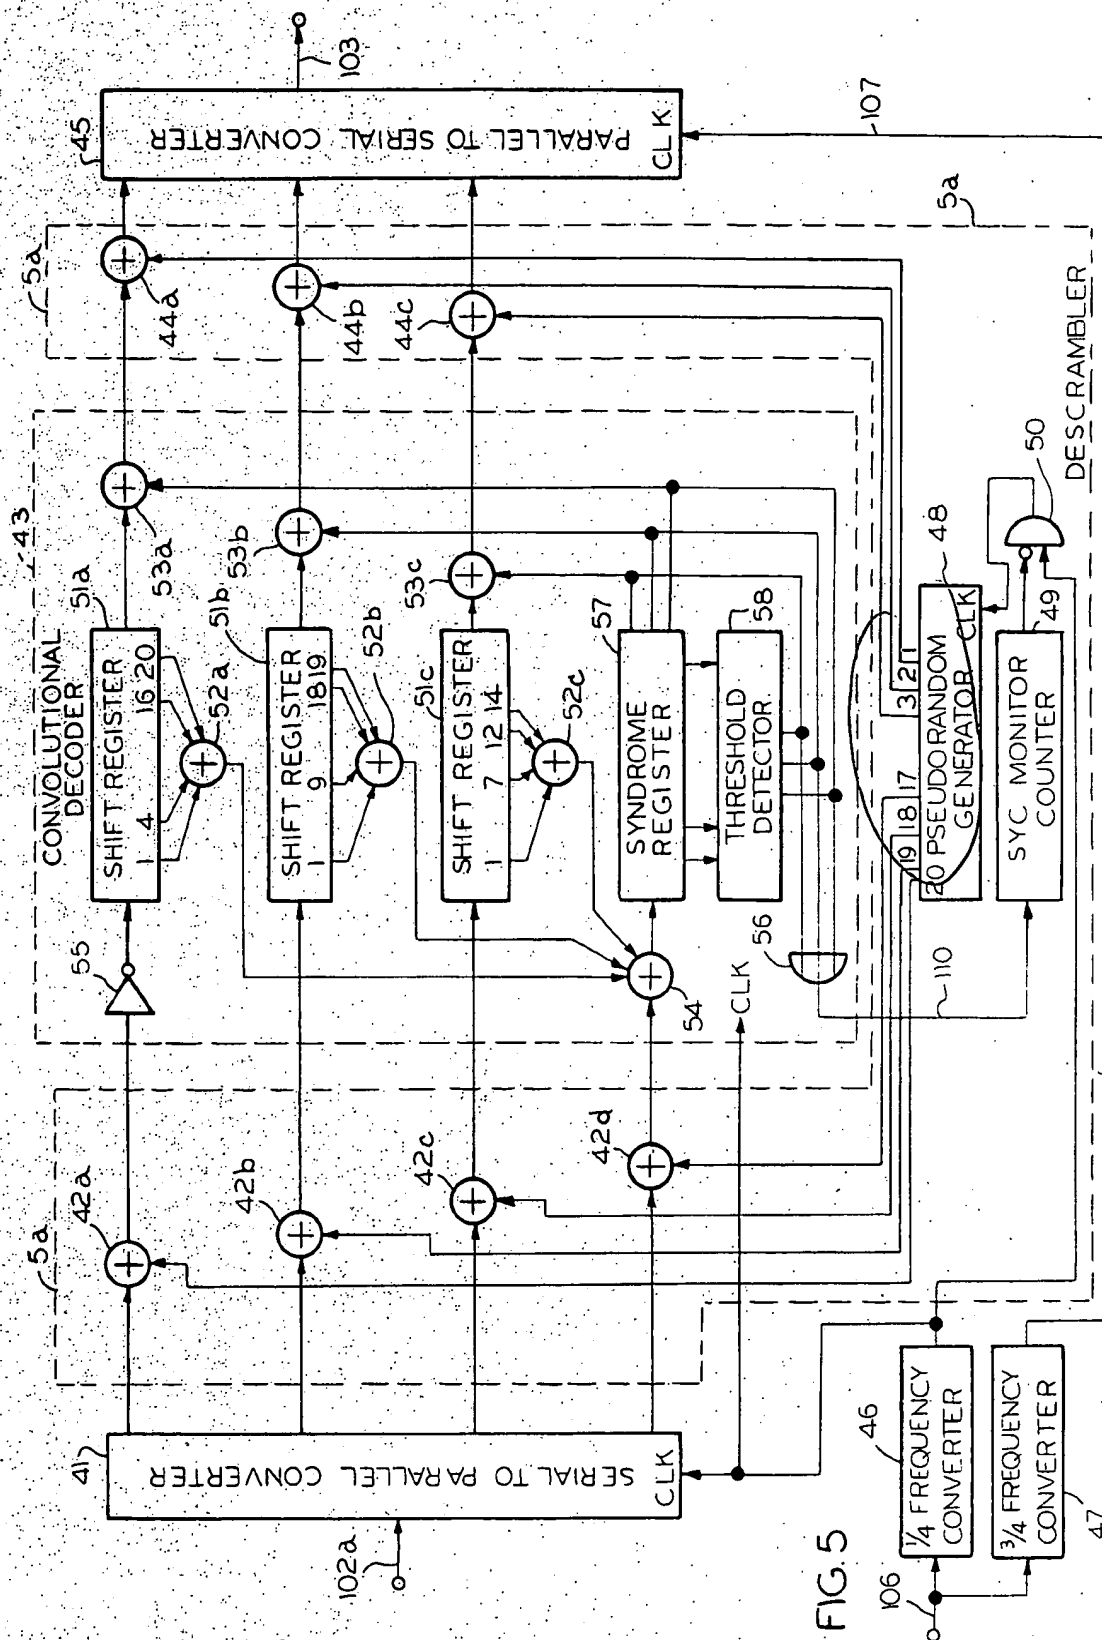 43
CONVOLUTIONAL
DECODER
5a
5a
41
SERIAL TO PARALLEL CONVERTER
CLK
102a
42a
42b
42c
42d
55
SHIFT REGISTER
1 4 16 20
51a
52a
53a
SHIFT REGISTER
1 9 18 19
51b
52b
53b
SHIFT REGISTER
1 7 12 14
51c
52c
53c
54
SYNDROME
REGISTER
57
THRESHOLD
DETECTOR
58
56
CLK
110
44a
44b
44c
45
PARALLEL TO SERIAL CONVERTER
CLK
103
107
5a
DESCRAMBLER
20 19 18 17 3 2 1
PSEUDO RANDOM
GENERATOR CLK
48
SYC MONITOR
COUNTER
49
50
46
1/4 FREQUENCY
CONVERTER
3/4 FREQUENCY
CONVERTER
47
106
FIG. 5